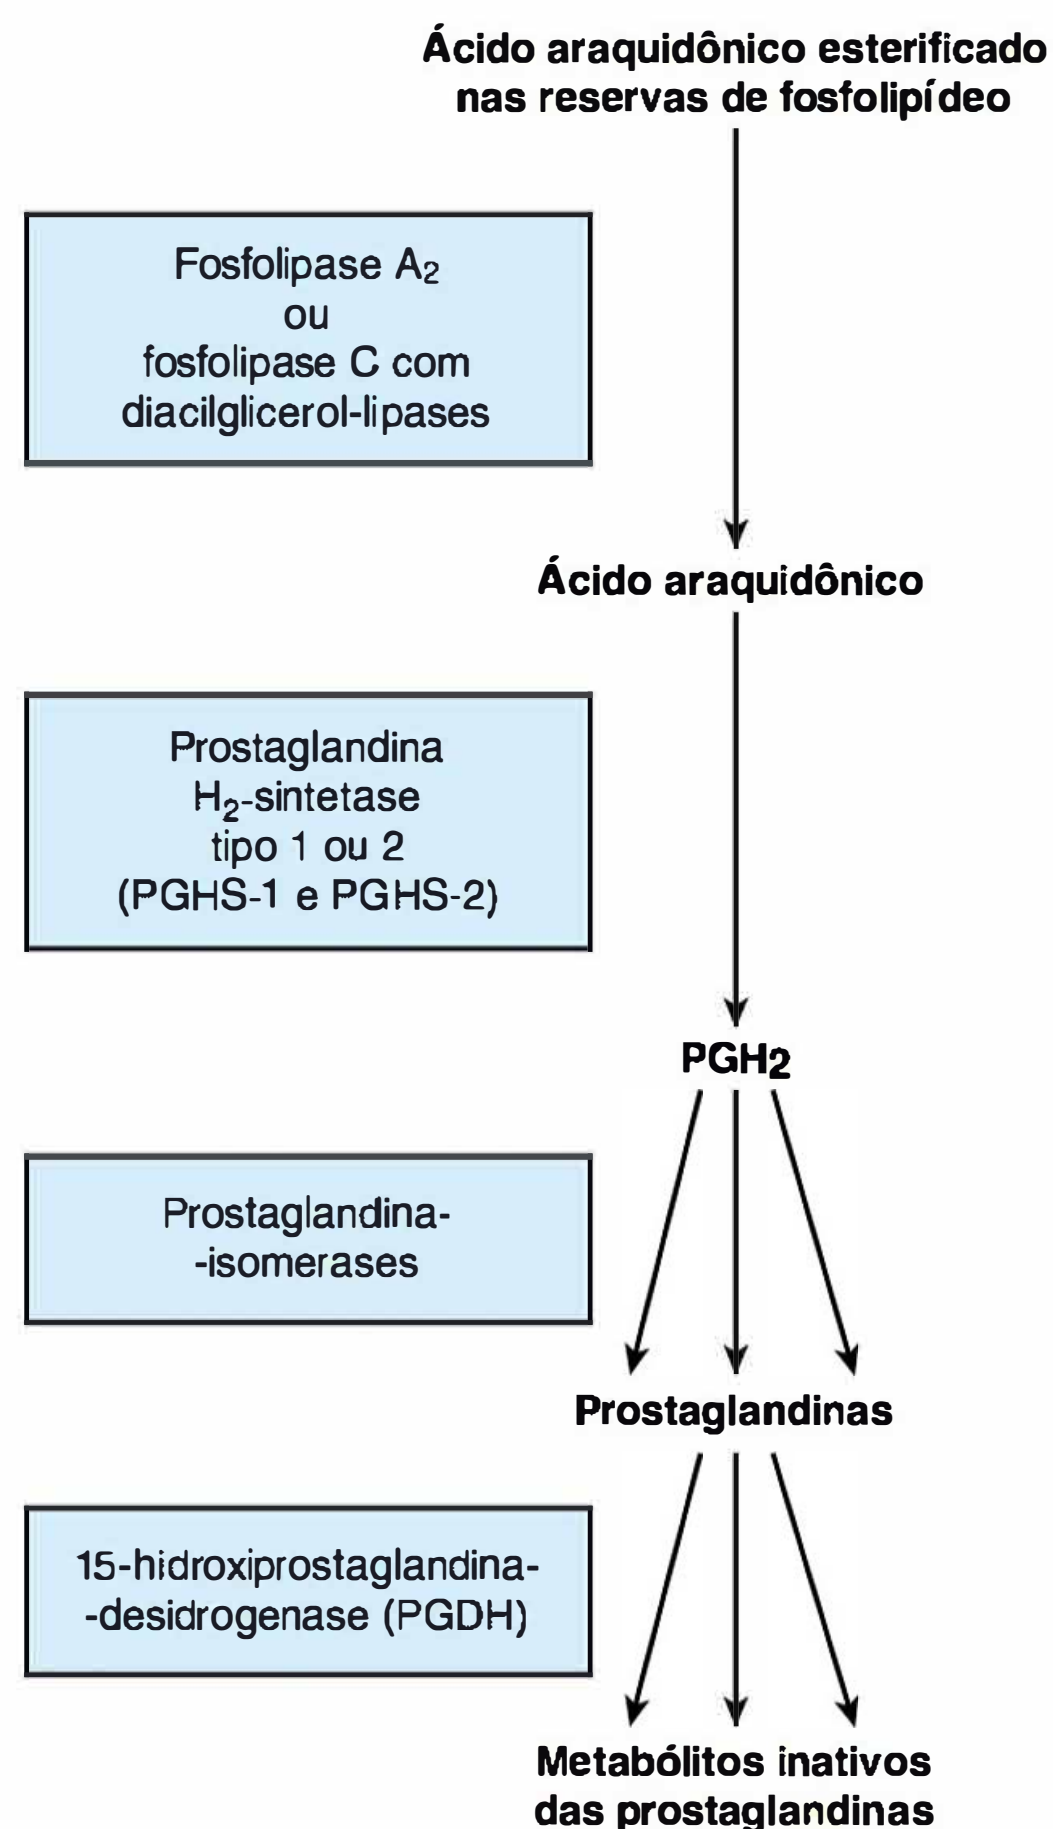 Ácido araquidônico esterificado
nas reservas de fosfolipídeo
Fosfolipase A₂
ou
fosfolipase C com
diacilglicerol-lipases
Ácido araquidônico
Prostaglandina
H₂-sintetase
tipo 1 ou 2
(PGHS-1 e PGHS-2)
PGH2
Prostaglandina-
-isomerases
Prostaglandinas
15-hidroxiprostaglandina-
-desidrogenase (PGDH)
Metabólitos inativos
das prostaglandinas